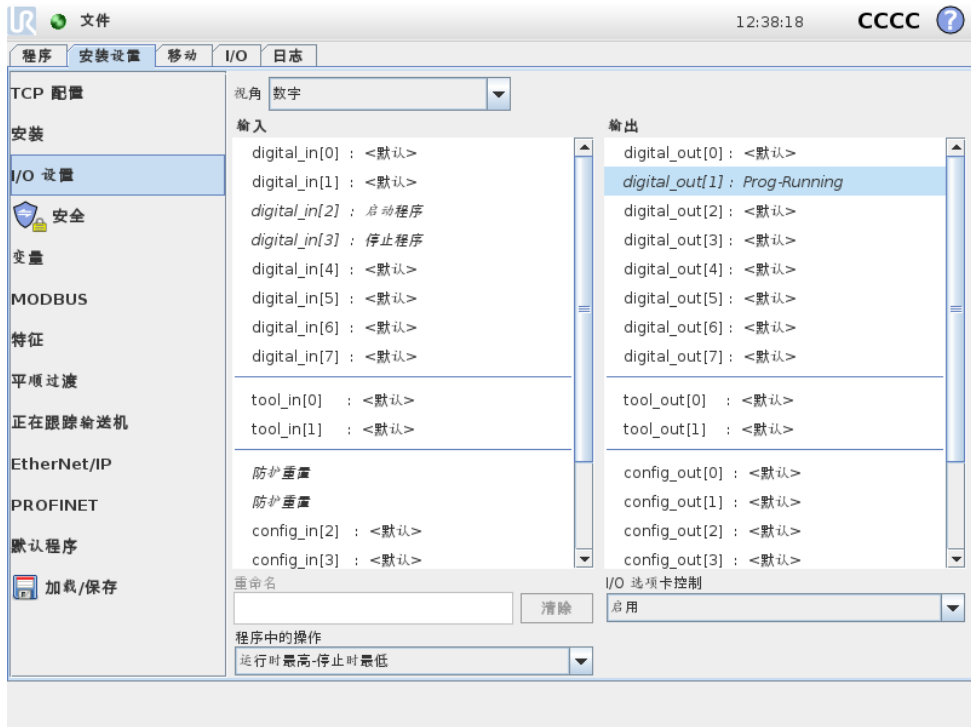 UR 文件 12:38:18 CCCC ?
程序 安装设置 移动 I/O 日志
TCP 配置
安装
I/O 设置
安全
变量
MODBUS
特征
平顺过渡
正在跟踪输送机
EtherNet/IP
PROFINET
默认程序
加载/保存
视角 数字
输入
digital_in[0] : <默认>
digital_in[1] : <默认>
digital_in[2] : 启动程序
digital_in[3] : 停止程序
digital_in[4] : <默认>
digital_in[5] : <默认>
digital_in[6] : <默认>
digital_in[7] : <默认>
tool_in[0] : <默认>
tool_in[1] : <默认>
防护重置
防护重置
config_in[2] : <默认>
config_in[3] : <默认>
重命名
清除
程序中的操作
运行时最高-停止时最低
输出
digital_out[0] : <默认>
digital_out[1] : Prog-Running
digital_out[2] : <默认>
digital_out[3] : <默认>
digital_out[4] : <默认>
digital_out[5] : <默认>
digital_out[6] : <默认>
digital_out[7] : <默认>
tool_out[0] : <默认>
tool_out[1] : <默认>
config_out[0] : <默认>
config_out[1] : <默认>
config_out[2] : <默认>
config_out[3] : <默认>
I/O 选项卡控制
启用